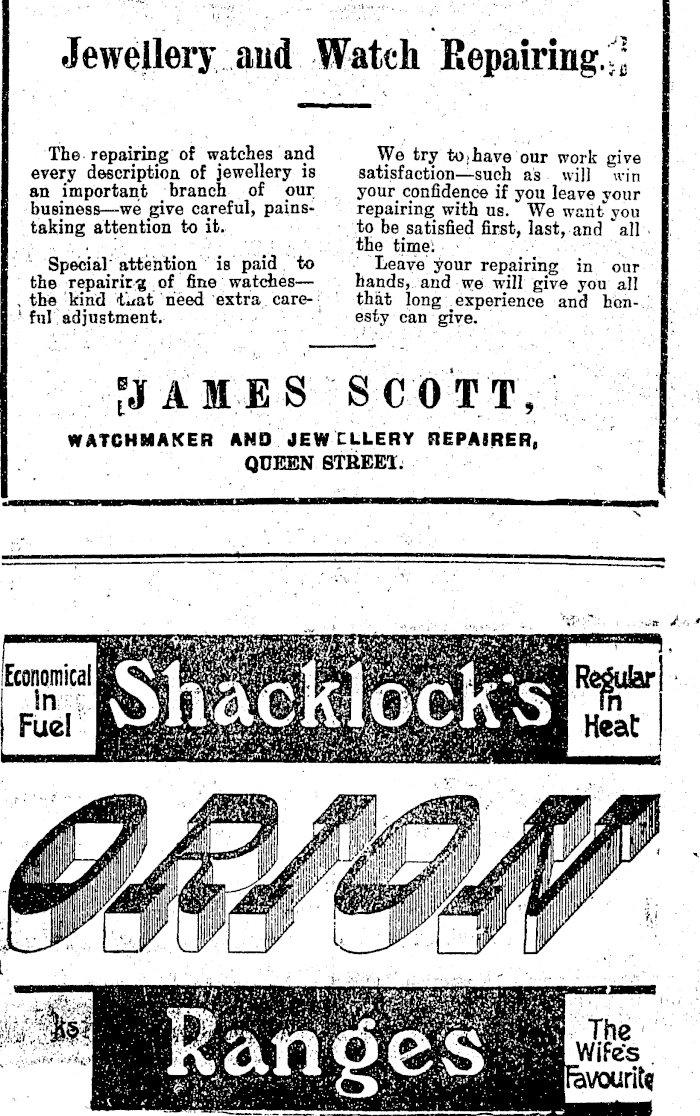 Jewellery and Watch Repairing.
The repairing of watches and
every description of jewellery is
an important branch of our
business—we give careful, pains-
taking attention to it.
Special attention is paid to
the repairing of fine watches—
the kind that need extra care-
ful adjustment.
We try to have our work give
satisfaction—such as will win
your confidence if you leave your
repairing with us. We want you
to be satisfied first, last, and all
the time.
Leave your repairing in our
hands, and we will give you all
that long experience and hon-
esty can give.
JAMES SCOTT,
WATCHMAKER AND JEWELLERY REPAIRER,
QUEEN STREET.
Economical
In
Fuel
Shacklock's
Regular
In
Heat
ORION
ks
Ranges
The
Wife's
Favourite